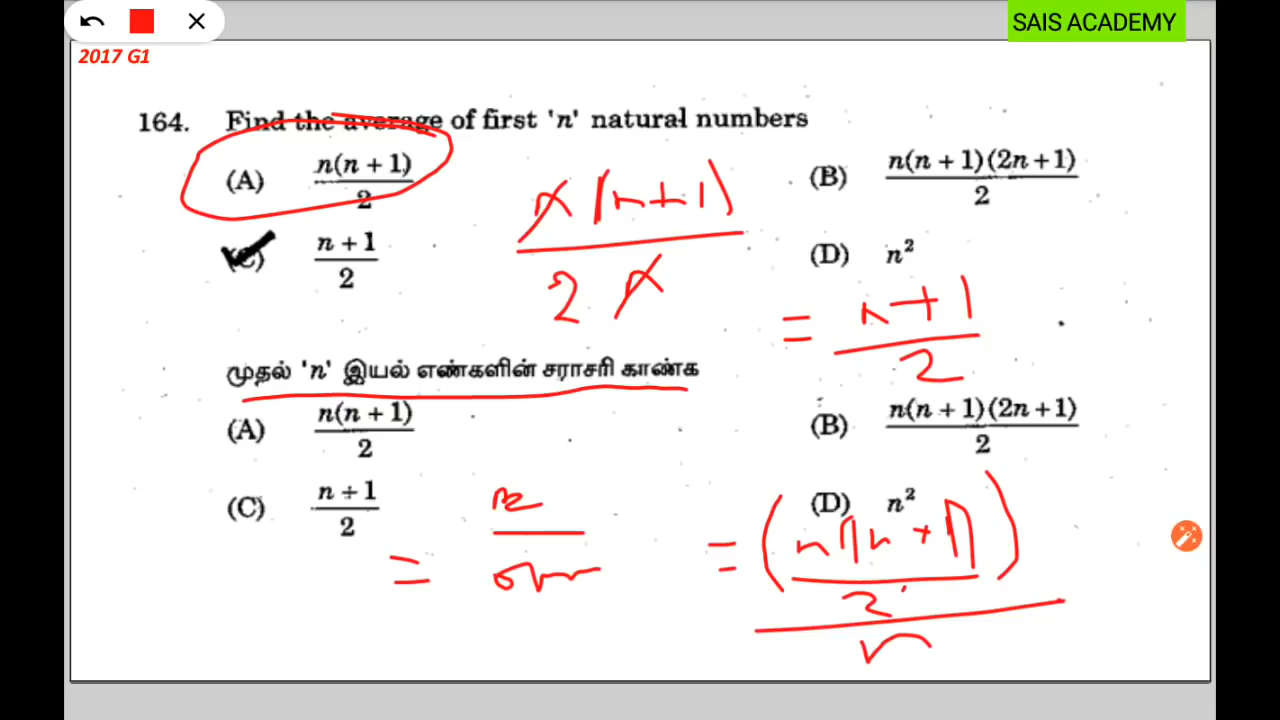 SAIS ACADEMY
2017 G1
164. Find the average of first 'n' natural numbers
(A) n(n + 1)/2 (B) n(n + 1)(2n + 1)/2
(C) n + 1/2 (D) n²
n(n+1)/2n
= n+1/2
முதல் 'n' இயல் எண்களின் சராசரி காண்க
(A) n(n + 1)/2 (B) n(n + 1)(2n + 1)/2
(C) n + 1/2 (D) n²
= (n(n+1)/2)/n